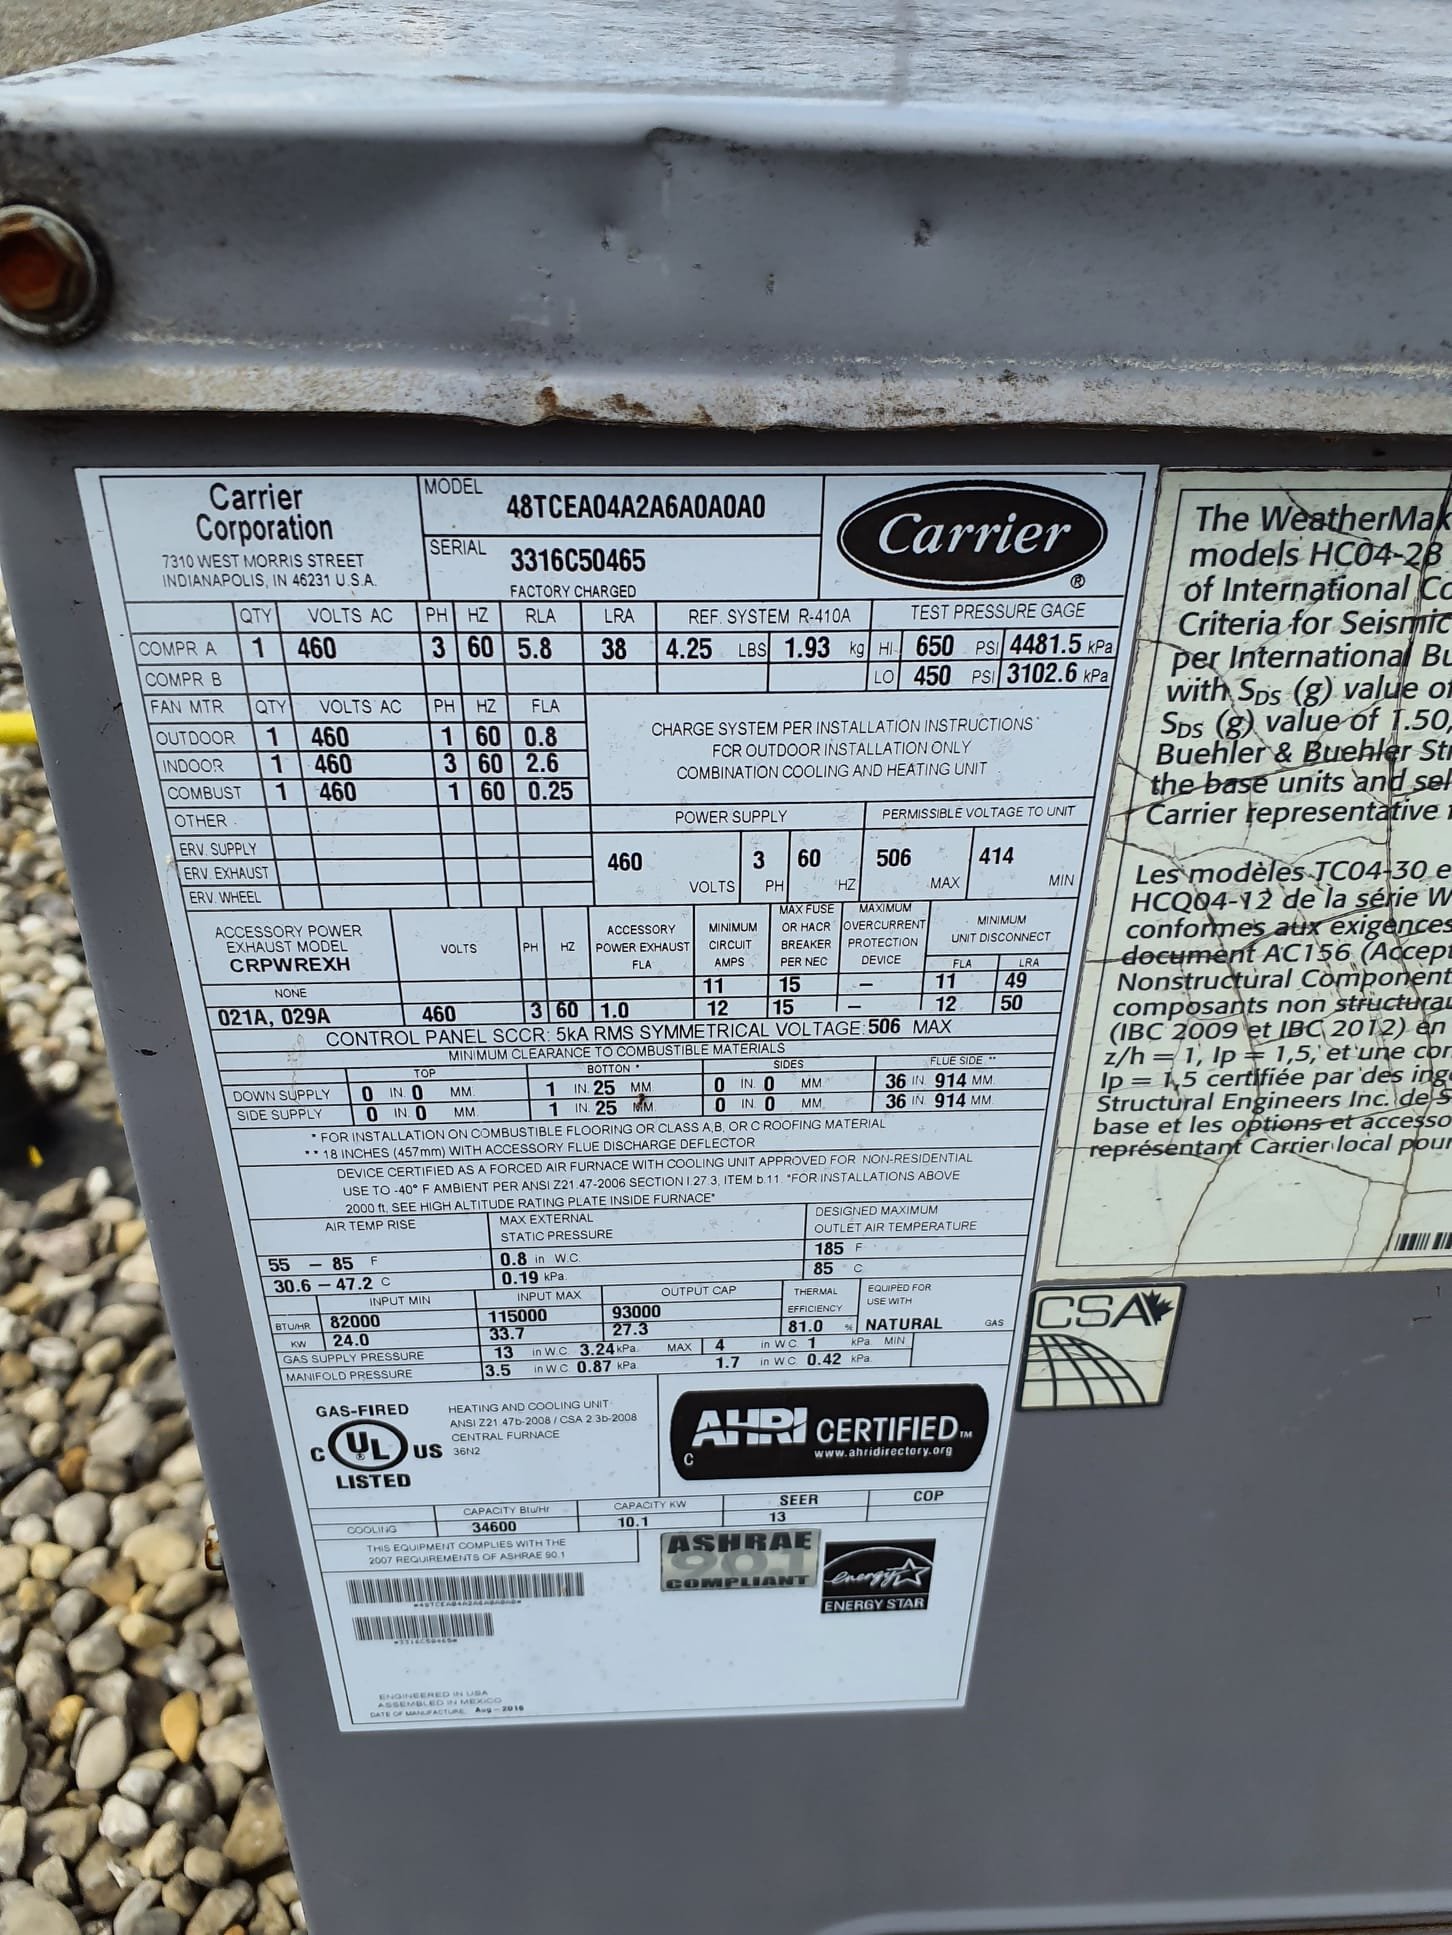 Carrier
Corporation
7310 WEST MORRIS STREET
INDIANAPOLIS, IN 46231 U.S.A.
MODEL 48TCEA04A2A6A0A0A0
SERIAL 3316C50465
FACTORY CHARGED
Carrier
®
QTY VOLTS AC PH HZ RLA LRA REF. SYSTEM R-410A TEST PRESSURE GAGE
COMPR A 1 460 3 60 5.8 38 4.25 LBS 1.93 kg HI 650 PSI 4481.5 kPa
COMPR B LO 450 PSI 3102.6 kPa
FAN MTR QTY VOLTS AC PH HZ FLA
OUTDOOR 1 460 1 60 0.8
INDOOR 1 460 3 60 2.6
COMBUST 1 460 1 60 0.25
OTHER
ERV. SUPPLY
ERV. EXHAUST
ERV. WHEEL
CHARGE SYSTEM PER INSTALLATION INSTRUCTIONS
FOR OUTDOOR INSTALLATION ONLY
COMBINATION COOLING AND HEATING UNIT
POWER SUPPLY PERMISSIBLE VOLTAGE TO UNIT
460 VOLTS 3 PH 60 HZ 506 MAX 414 MIN
ACCESSORY POWER
EXHAUST MODEL
CRPWREXH
VOLTS PH HZ
ACCESSORY
POWER EXHAUST
FLA
MINIMUM
CIRCUIT
AMPS
MAX FUSE
OR HACR
BREAKER
PER NEC
MAXIMUM
OVERCURRENT
PROTECTION
DEVICE
MINIMUM
UNIT DISCONNECT
FLA LRA
NONE 11 15 – 11 49
021A, 029A 460 3 60 1.0 12 15 – 12 50
CONTROL PANEL SCCR: 5kA RMS SYMMETRICAL VOLTAGE: 506 MAX
MINIMUM CLEARANCE TO COMBUSTIBLE MATERIALS
TOP BOTTON * SIDES FLUE SIDE **
DOWN SUPPLY 0 IN. 0 MM. 1 IN. 25 MM. 0 IN. 0 MM 36 IN. 914 MM.
SIDE SUPPLY 0 IN. 0 MM. 1 IN. 25 MM. 0 IN. 0 MM. 36 IN. 914 MM.
* FOR INSTALLATION ON COMBUSTIBLE FLOORING OR CLASS A,B, OR C ROOFING MATERIAL
** 18 INCHES (457mm) WITH ACCESSORY FLUE DISCHARGE DEFLECTOR
DEVICE CERTIFIED AS A FORCED AIR FURNACE WITH COOLING UNIT APPROVED FOR NON-RESIDENTIAL
USE TO -40° F AMBIENT PER ANSI Z21.47-2006 SECTION I.27.3, ITEM b.11. "FOR INSTALLATIONS ABOVE
2000 ft, SEE HIGH ALTITUDE RATING PLATE INSIDE FURNACE"
AIR TEMP RISE
MAX EXTERNAL
STATIC PRESSURE
DESIGNED MAXIMUM
OUTLET AIR TEMPERATURE
55 – 85 F 0.8 in W.C. 185 F
30.6 – 47.2 C 0.19 kPa. 85 C
INPUT MIN INPUT MAX OUTPUT CAP THERMAL EFFICIENCY EQUIPED FOR USE WITH
BTU/HR 82000 115000 93000 81.0 % NATURAL GAS
KW 24.0 33.7 27.3
GAS SUPPLY PRESSURE 13 in W.C 3.24 kPa. MAX 4 in W.C 1 kPa. MIN
MANIFOLD PRESSURE 3.5 in W.C 0.87 kPa. 1.7 in W.C 0.42 kPa.
GAS-FIRED
C UL US
LISTED
HEATING AND COOLING UNIT
ANSI Z21.47b-2008 / CSA 2.3b-2008
CENTRAL FURNACE
36N2
C AHRI CERTIFIED TM
www.ahridirectory.org
CAPACITY Btu/Hr CAPACITY KW SEER COP
COOLING 34600 10.1 13
THIS EQUIPMENT COMPLIES WITH THE
2007 REQUIREMENTS OF ASHRAE 90.1
ASHRAE
90.1
COMPLIANT
energy
ENERGY STAR
*48TCEA04A2A6A0A0A0*
*3316C50465*
ENGINEERED IN USA
ASSEMBLED IN MEXICO
DATE OF MANUFACTURE: Aug-2016
The WeatherMak
models HC04-28
of International Co
Criteria for Seismic
per International Bu
with SDS (g) value of
SDS (g) value of 1.50,
Buehler & Buehler Str
the base units and sel
Carrier representative
Les modèles TC04-30 e
HCQ04-12 de la série W
conformes aux exigences
document AC156 (Accept
Nonstructural Component
composants non structura
(IBC 2009 et IBC 2012) en
z/h = 1, Ip = 1,5, et une con
Ip = 1,5 certifiée par des ing
Structural Engineers Inc. de S
base et les options et accesso
représentant Carrier local pour
CSA